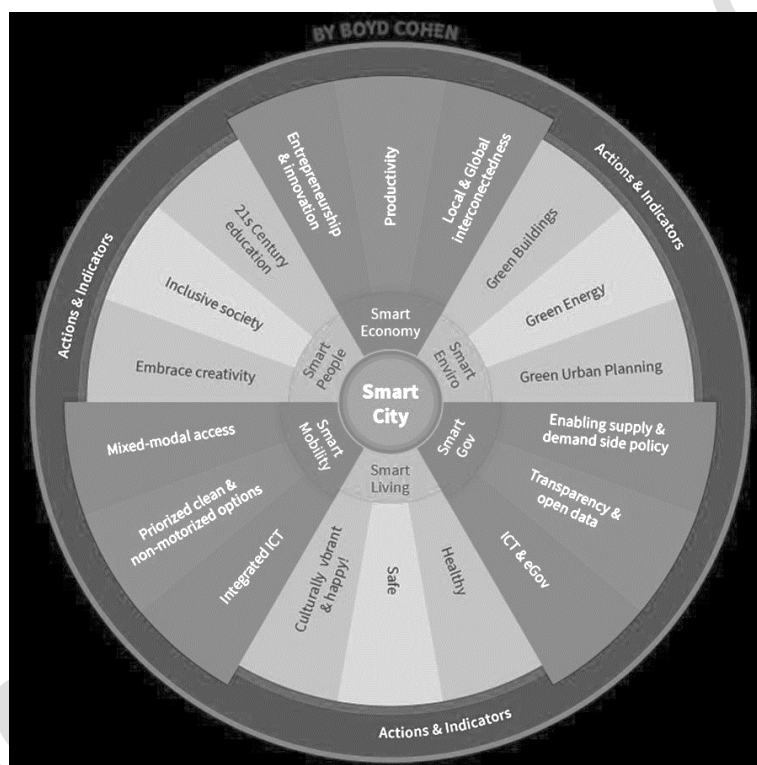 BY BOYD COHEN
Actions & Indicators
Actions & Indicators
Actions & Indicators
Smart
City
Smart
Economy
Entrepreneurship
& innovation
Productivity
Local & Global
interconectedness
Smart
Enviro
Green Buildings
Green Energy
Green Urban Planning
Smart
Gov
Enabling supply &
demand side policy
Transparency &
open data
ICT & eGov
Smart
Living
Healthy
Safe
Culturally vbrant
& happy!
Smart
Mobility
Integrated ICT
Priorized clean &
non-motorized options
Mixed-modal access
Smart
People
Embrace creativity
Inclusive society
21s Century
education